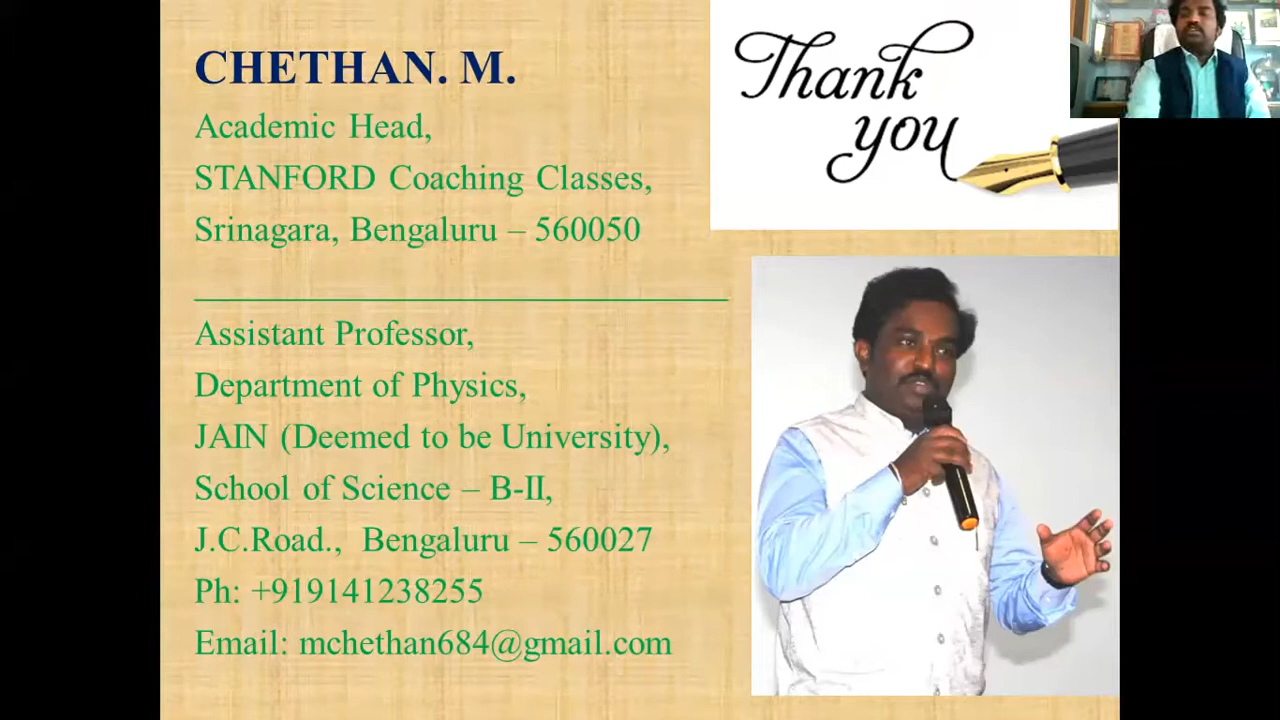 CHETHAN. M.
Academic Head,
STANFORD Coaching Classes,
Srinagara, Bengaluru – 560050
Assistant Professor,
Department of Physics,
JAIN (Deemed to be University),
School of Science – B-II,
J.C.Road., Bengaluru – 560027
Ph: +919141238255
Email: mchethan684@gmail.com
Thank
you